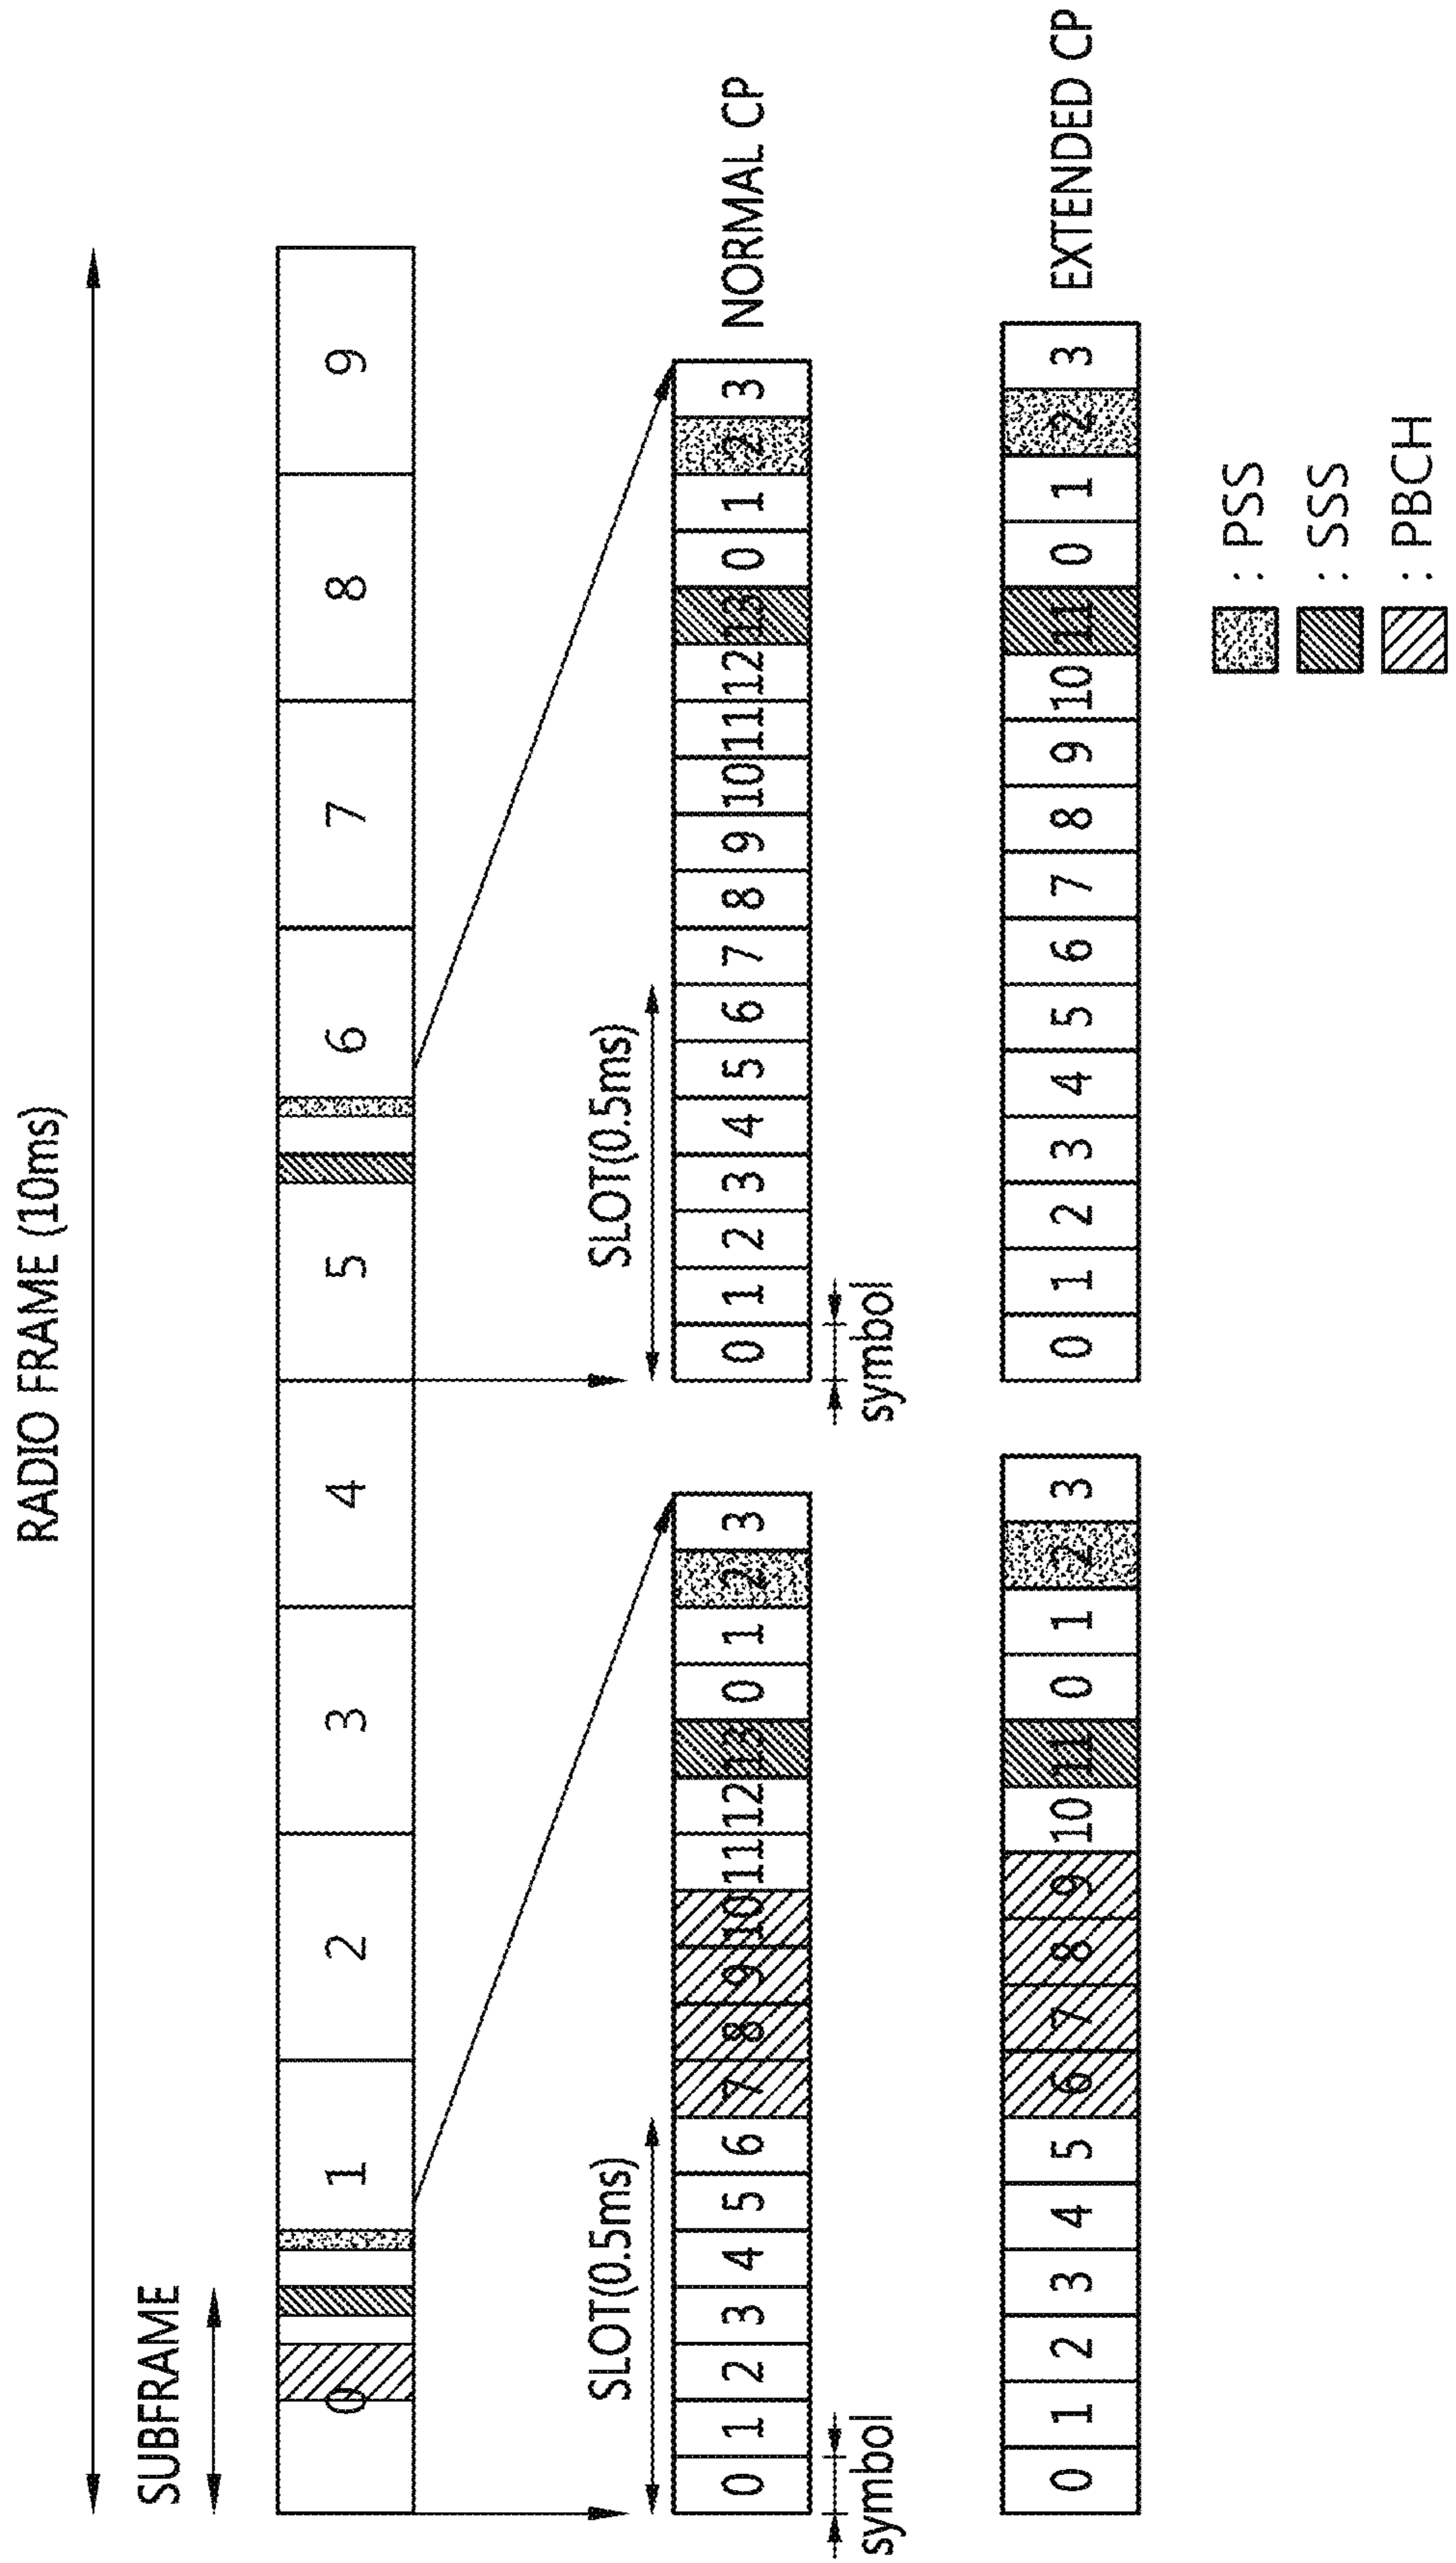 RADIO FRAME (10ms)
SUBFRAME
0 1 2 3 4 5 6 7 8 9
SLOT(0.5ms) SLOT(0.5ms)
0 1 2 3 4 5 6 7 8 9 10 11 12 13 0 1 2 3 0 1 2 3 4 5 6 7 8 9 10 11 12 13 0 1 2 3 NORMAL CP
symbol symbol
0 1 2 3 4 5 6 7 8 9 10 11 0 1 2 3 0 1 2 3 4 5 6 7 8 9 10 11 0 1 2 3 EXTENDED CP
: PSS
: SSS
: PBCH